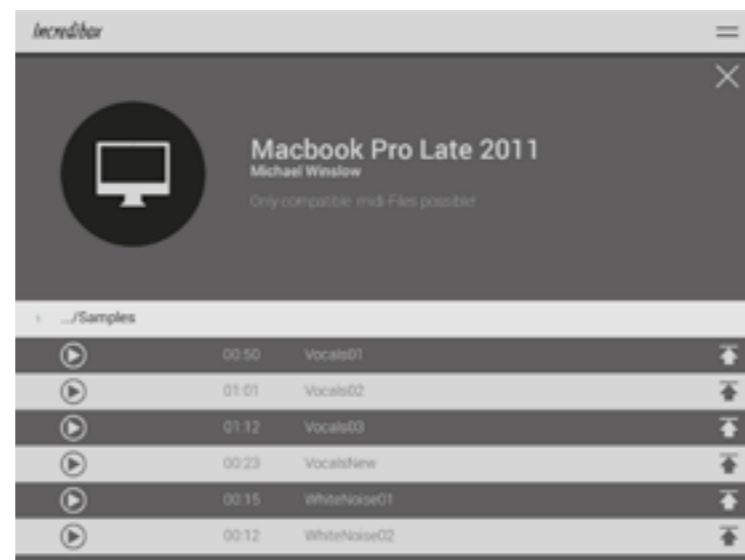 Incredibox
Macbook Pro Late 2011
Michael Winslow
Only compatible midi-Files possible!
.../Samples
00:50 Vocals01
01:01 Vocals02
01:12 Vocals03
00:23 VocalsNew
00:15 WhiteNoise01
00:12 WhiteNoise02